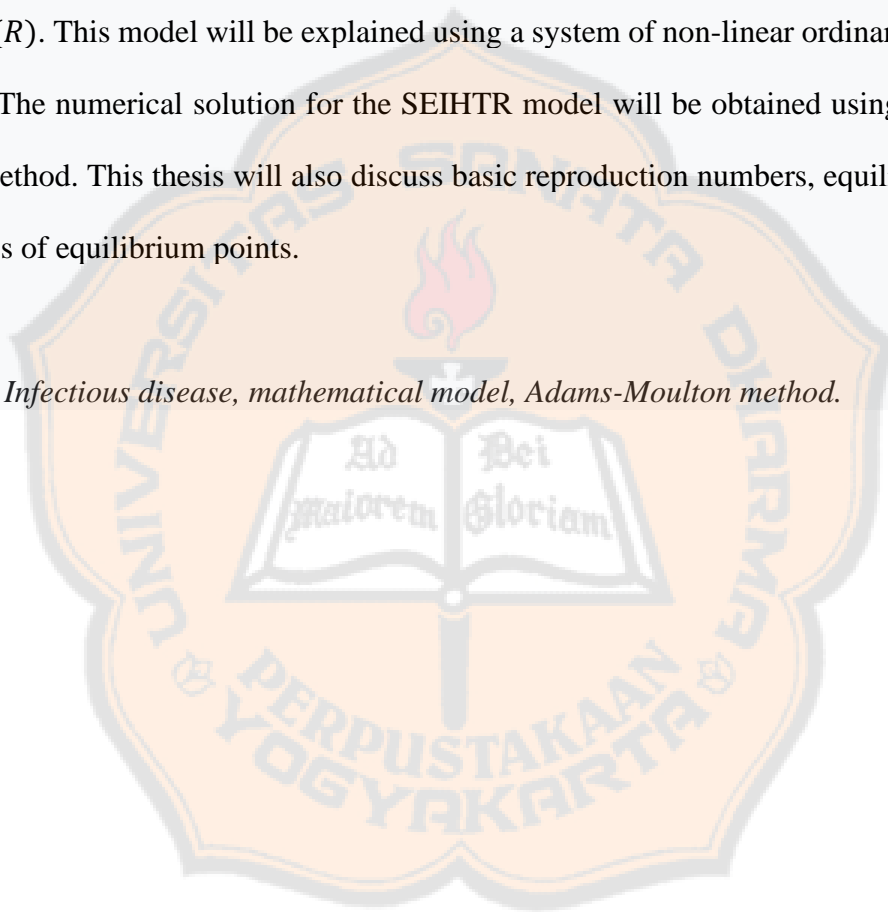 (R). This model will be explained using a system of non-linear ordinar
The numerical solution for the SEIHTR model will be obtained using
ethod. This thesis will also discuss basic reproduction numbers, equil
s of equilibrium points.
Infectious disease, mathematical model, Adams-Moulton method.
UNIVERSITAS SANATA DHARMA
Ad Dei
Maiorem Gloriam
PERPUSTAKAAN
YOGYAKARTA